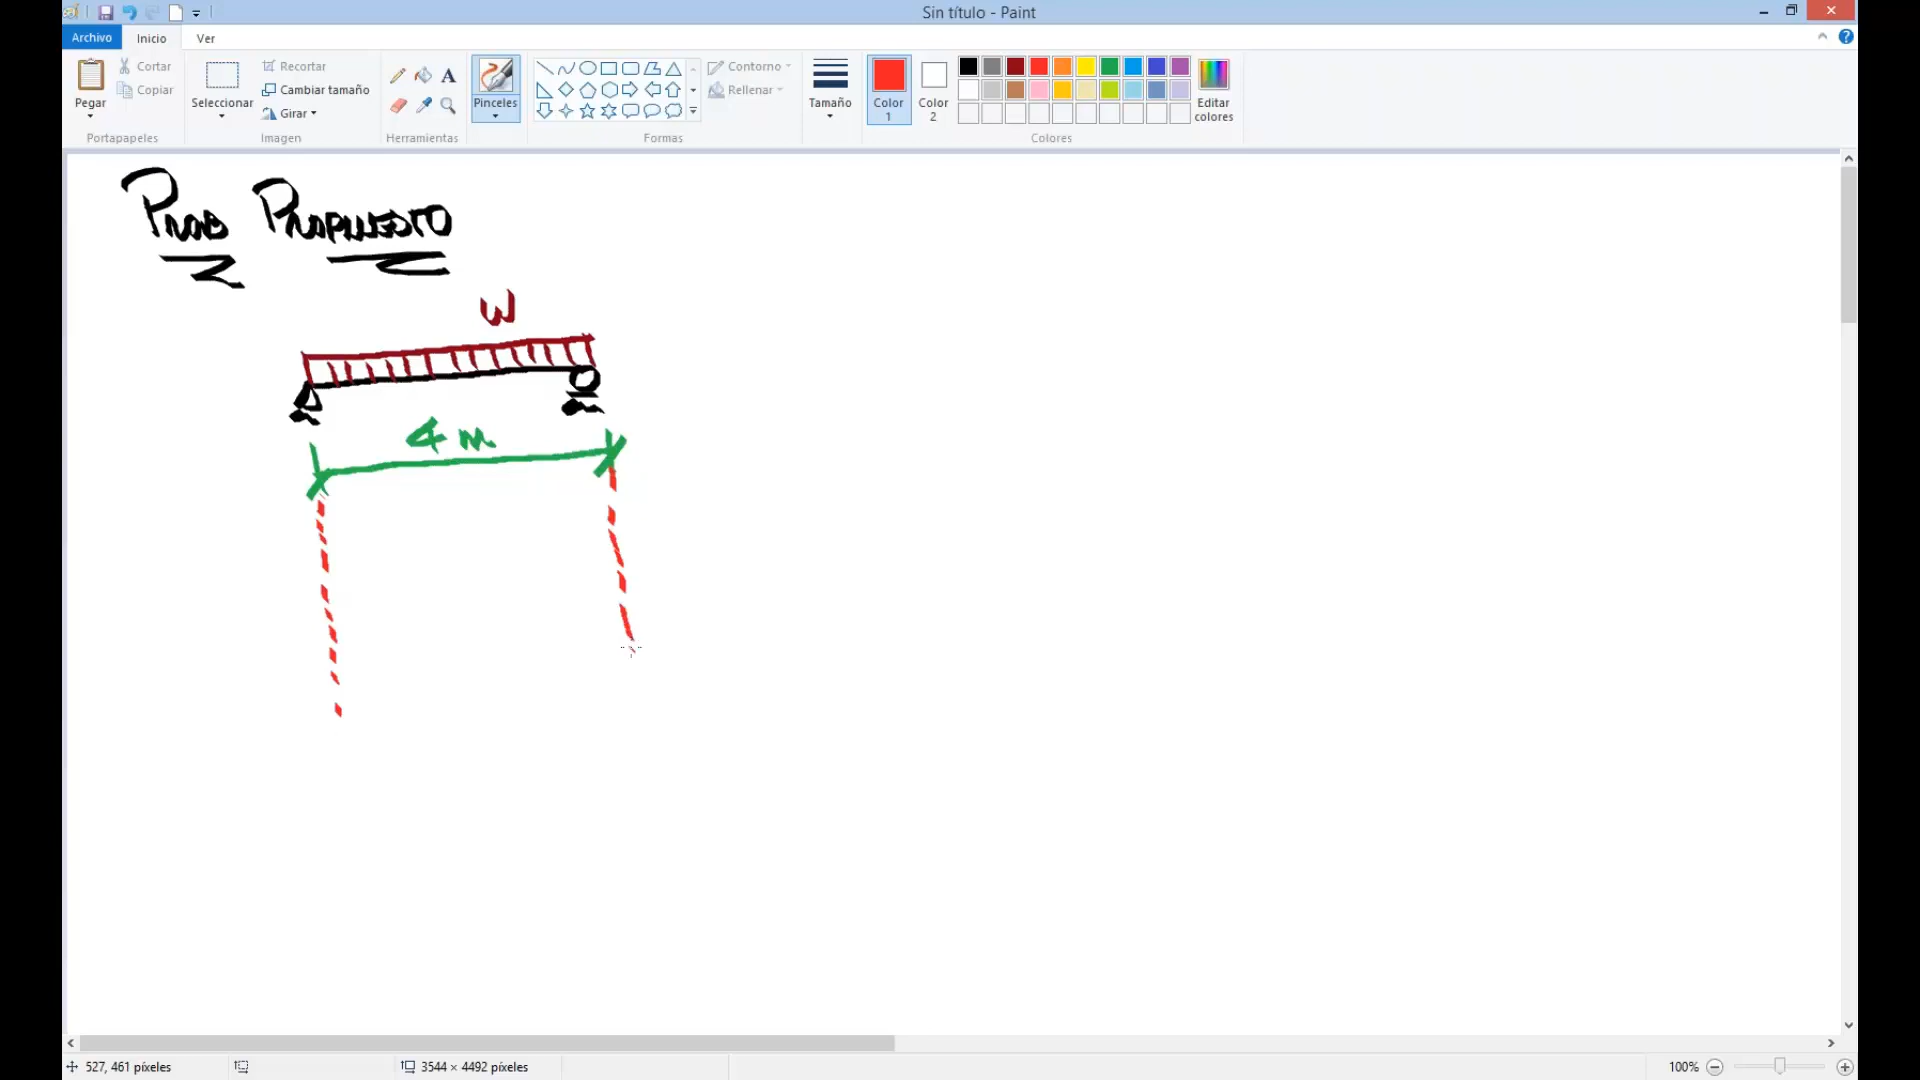 Sin título - Paint
Archivo
Inicio
Ver
Pegar
Cortar
Copiar
Portapapeles
Seleccionar
Recortar
Cambiar tamaño
Girar
Imagen
A
Herramientas
Pinceles
Contorno
Rellenar
Formas
Tamaño
Color 1
Color 2
Editar colores
Colores
PROB PROPUESTO
W
4 m
527, 461 píxeles
3544 × 4492 píxeles
100%